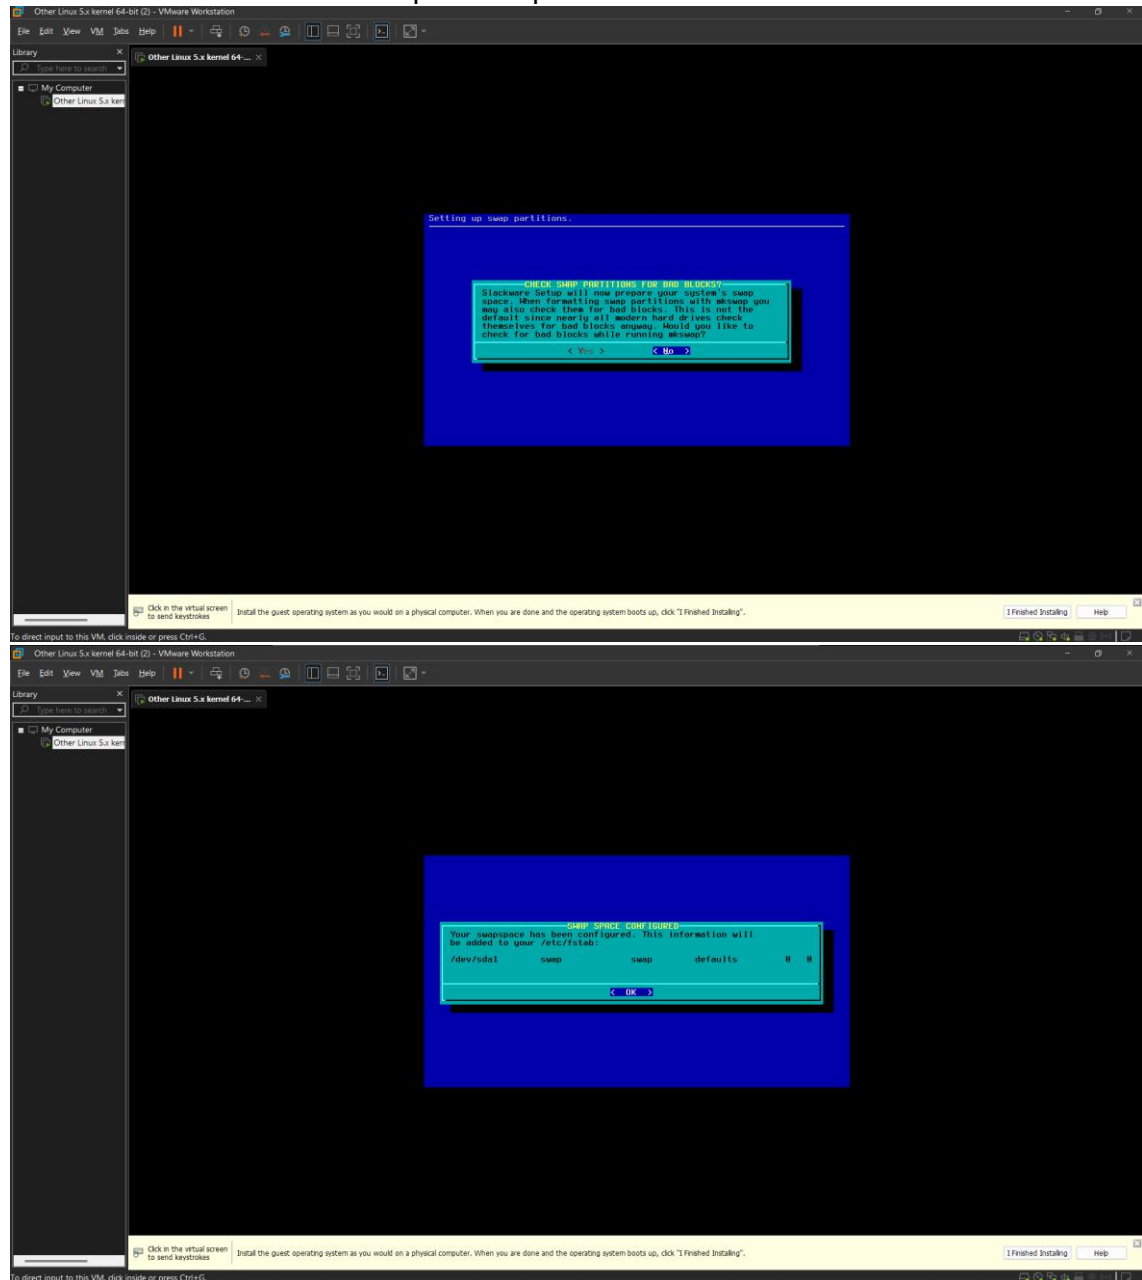 Other Linux 5.x kernel 64-bit (2) - VMware Workstation
File Edit View VM Tabs Help
Library
Other Linux 5.x kernel 64-...
Type here to search
My Computer
Other Linux 5.x kern
Setting up swap partitions.
CHECK SWAP PARTITIONS FOR BAD BLOCKS?
Slackware Setup will now prepare your system's swap
space. When formatting swap partitions with mkswap you
may also check them for bad blocks. This is not the
default since nearly all modern hard drives check
themselves for bad blocks anyway. Would you like to
check for bad blocks while running mkswap?
< Yes > < No >
Click in the virtual screen
to send keystrokes
Install the guest operating system as you would on a physical computer. When you are done and the operating system boots up, click "I Finished Installing".
I Finished Installing Help
To direct input to this VM, click inside or press Ctrl+G.
Other Linux 5.x kernel 64-bit (2) - VMware Workstation
File Edit View VM Tabs Help
Library
Other Linux 5.x kernel 64-...
Type here to search
My Computer
Other Linux 5.x kern
SWAP SPACE CONFIGURED
Your swapspace has been configured. This information will
be added to your /etc/fstab:
/dev/sda1 swap swap defaults 0 0
< OK >
Click in the virtual screen
to send keystrokes
Install the guest operating system as you would on a physical computer. When you are done and the operating system boots up, click "I Finished Installing".
I Finished Installing Help
To direct input to this VM, click inside or press Ctrl+G.